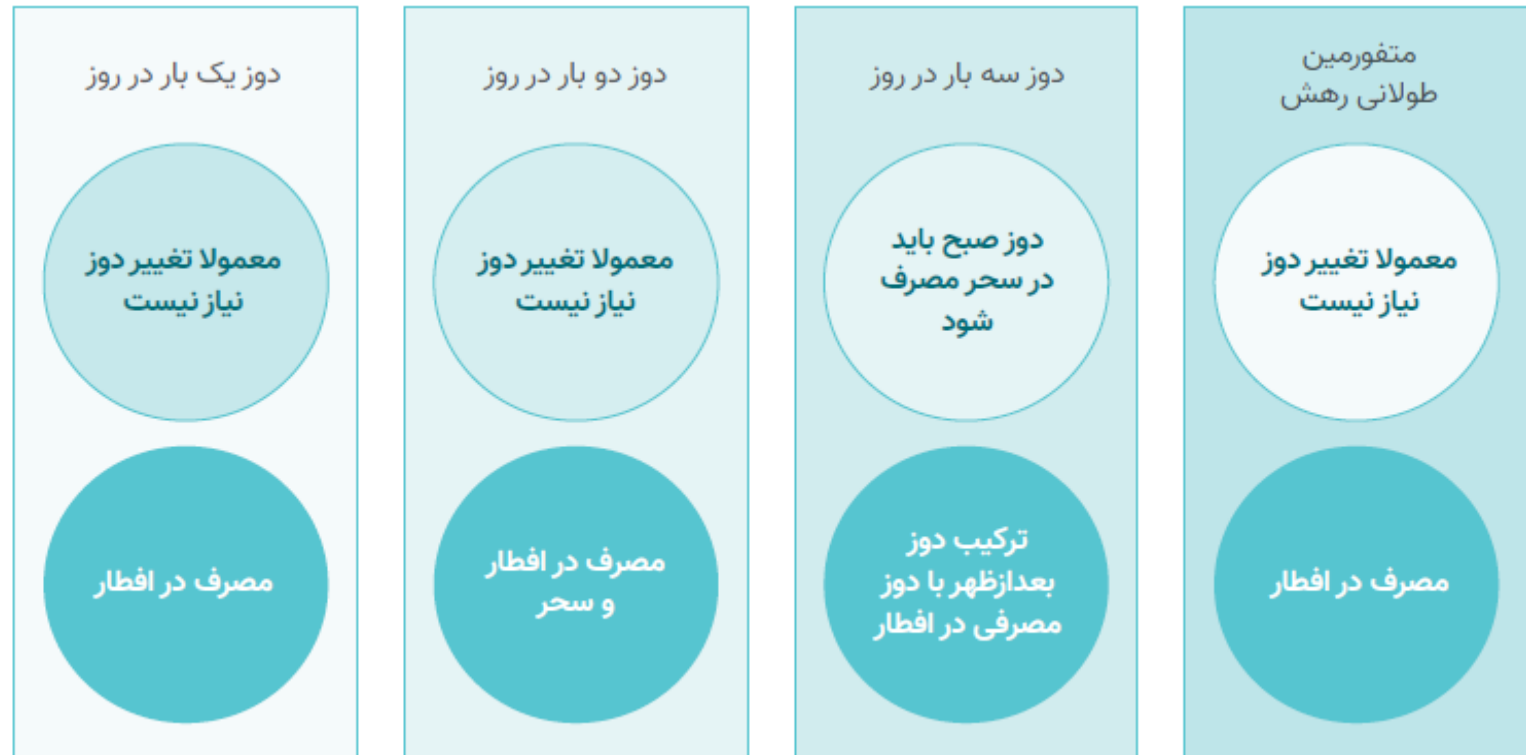 متفورمین
طولانی رهش
معمولا تغییر دوز
نیاز نیست
مصرف در افطار
دوز سه بار در روز
دوز صبح باید
در سحر مصرف
شود
ترکیب دوز
بعدازظهر با دوز
مصرفی در افطار
دوز دو بار در روز
معمولا تغییر دوز
نیاز نیست
مصرف در افطار
و سحر
دوز یک بار در روز
معمولا تغییر دوز
نیاز نیست
مصرف در افطار